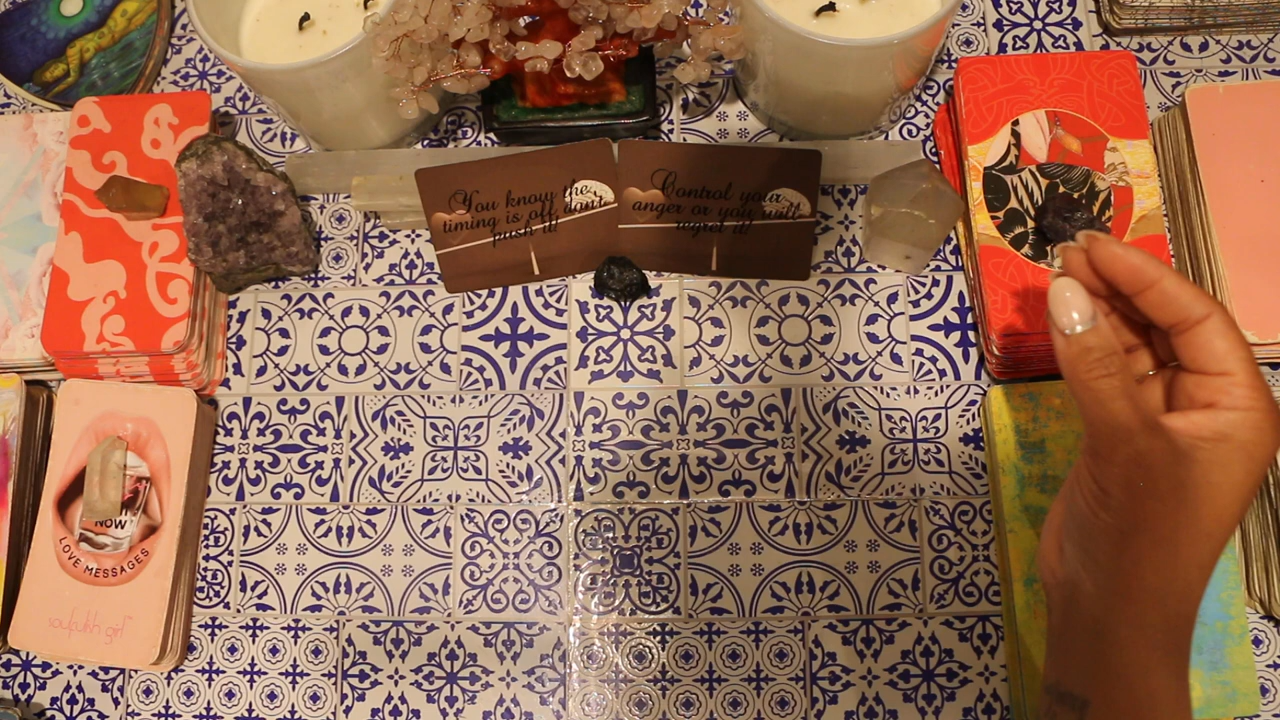 You know the
timing is off, don't
push it!
Control your
anger or you will
regret it!
NOW
LOVE MESSAGES
soulfulsh girl